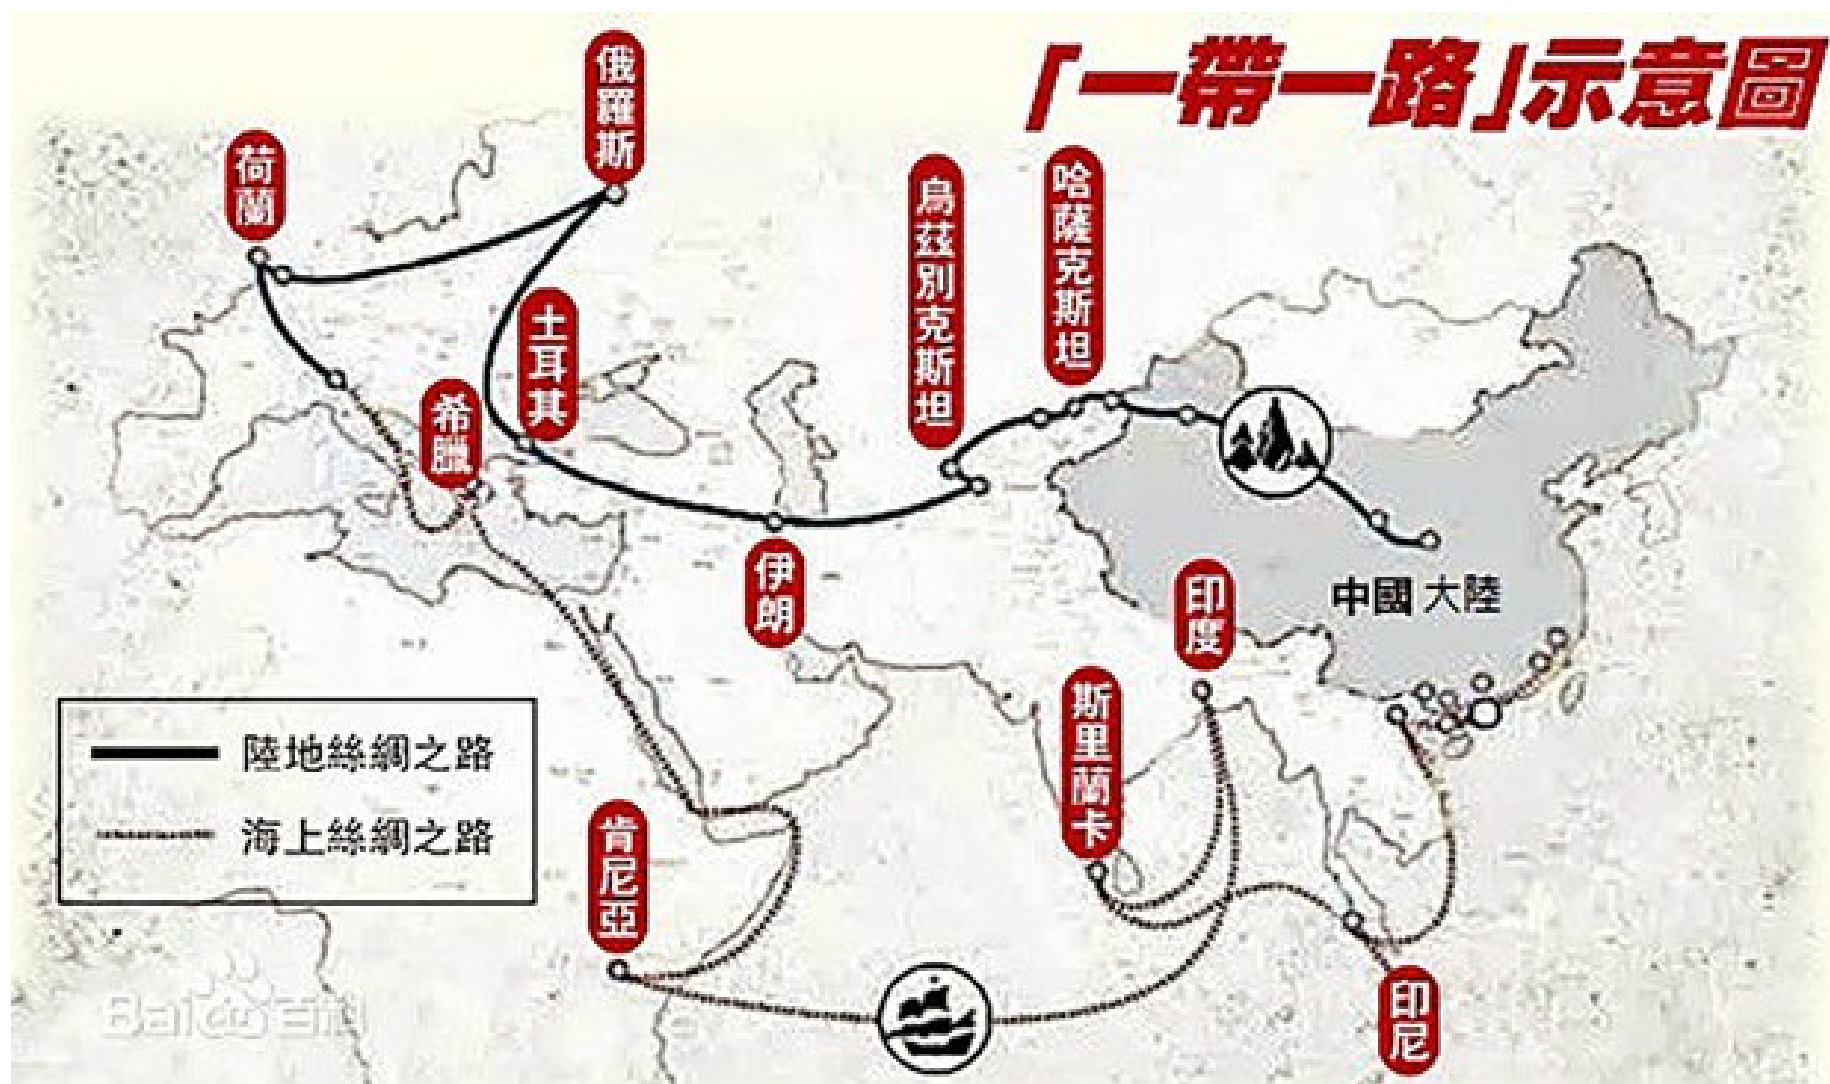 「一帶一路」示意圖
俄羅斯
荷蘭
哈薩克斯坦
烏茲別克斯坦
土耳其
希臘
伊朗
印度
中國 大陸
斯里蘭卡
陸地絲綢之路
海上絲綢之路
肯尼亞
印尼
Baidu百科